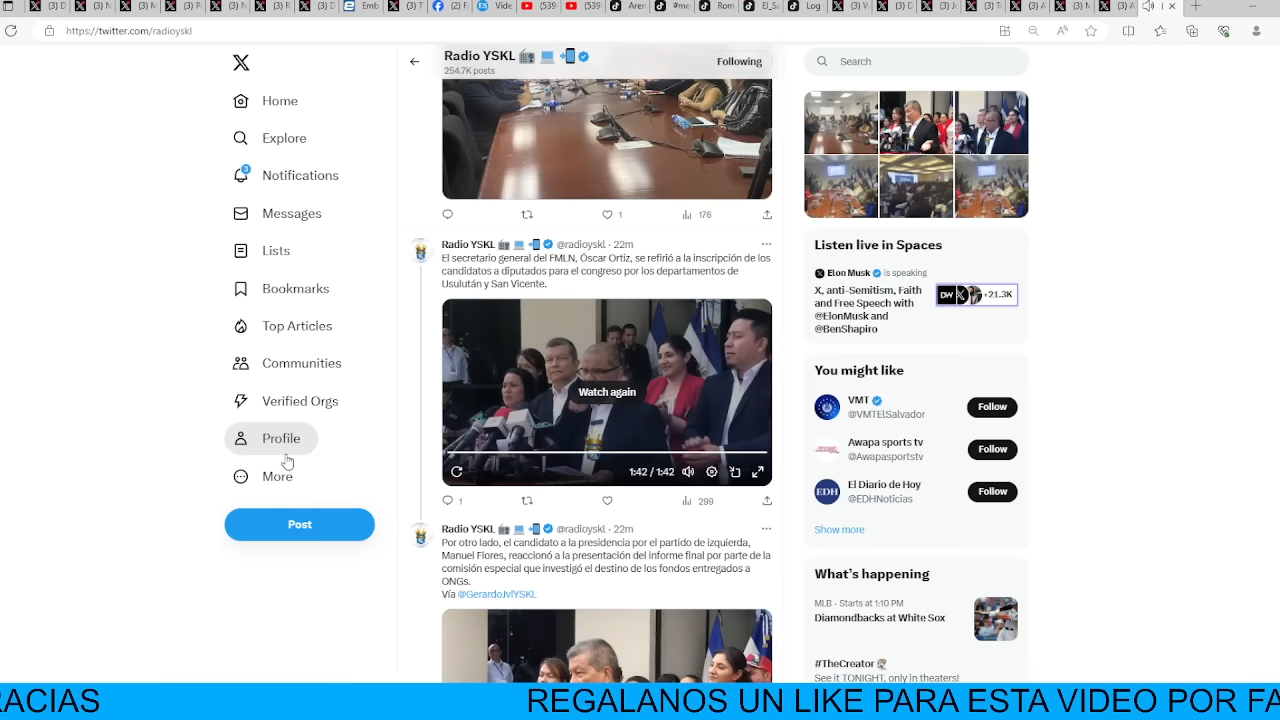 https://twitter.com/radioyskl
Home
Explore
3
Notifications
Messages
Lists
Bookmarks
Top Articles
Communities
Verified Orgs
Profile
More
Post
Radio YSKL
254.7K posts
Following
1
176
Radio YSKL @radioyskl · 22m
El secretario general del FMLN, Óscar Ortiz, se refirió a la inscripción de los
candidatos a diputados para el congreso por los departamentos de
Usulután y San Vicente.
Watch again
1:42 / 1:42
1
299
Radio YSKL @radioyskl · 22m
Por otro lado, el candidato a la presidencia por el partido de izquierda,
Manuel Flores, reaccionó a la presentación del informe final por parte de la
comisión especial que investigó el destino de los fondos entregados a
ONGs.
Vía @GerardoJvlYSKL
Search
Listen live in Spaces
Elon Musk is speaking
X, anti-Semitism, Faith
and Free Speech with
@ElonMusk and
@BenShapiro
DW
+21.3K
You might like
VMT
@VMTElSalvador
Follow
Awapa sports tv
@Awapasportstv
Follow
EDH
El Diario de Hoy
@EDHNoticias
Follow
Show more
What's happening
MLB · Starts at 1:10 PM
Diamondbacks at White Sox
#TheCreator
See it TONIGHT, only in theaters!
RACIAS REGALANOS UN LIKE PARA ESTA VIDEO POR FA